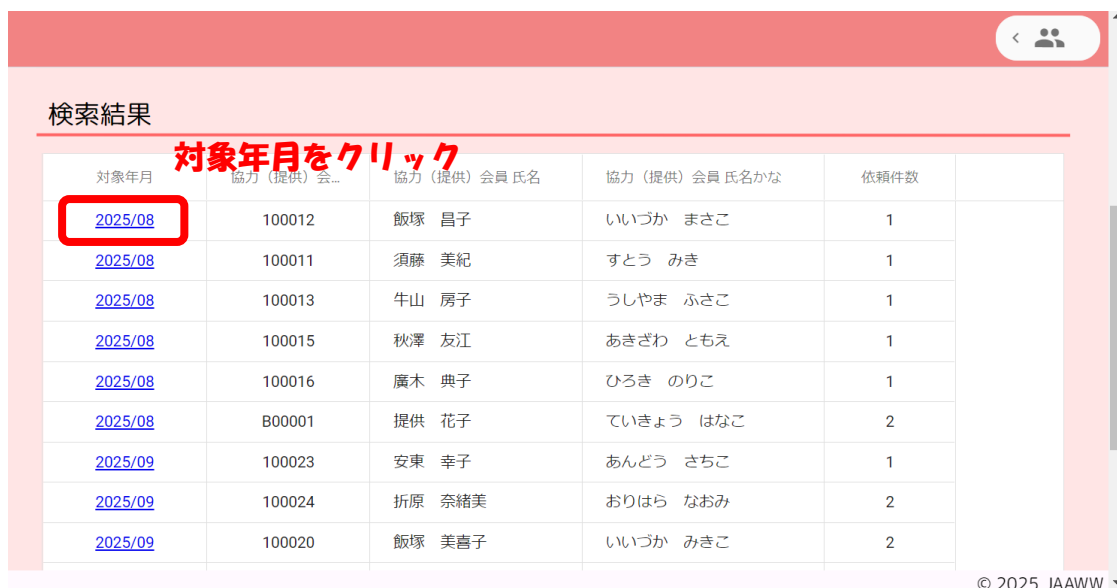 検索結果
対象年月をクリック
対象年月 協力（提供）会… 協力（提供）会員 氏名 協力（提供）会員 氏名かな 依頼件数
2025/08 100012 飯塚　昌子 いいづか　まさこ 1
2025/08 100011 須藤　美紀 すとう　みき 1
2025/08 100013 牛山　房子 うしやま　ふさこ 1
2025/08 100015 秋澤　友江 あきざわ　ともえ 1
2025/08 100016 廣木　典子 ひろき　のりこ 1
2025/08 B00001 提供　花子 ていきょう　はなこ 2
2025/09 100023 安東　幸子 あんどう　さちこ 1
2025/09 100024 折原　奈緒美 おりはら　なおみ 2
2025/09 100020 飯塚　美喜子 いいづか　みきこ 2
© 2025 JAAWW